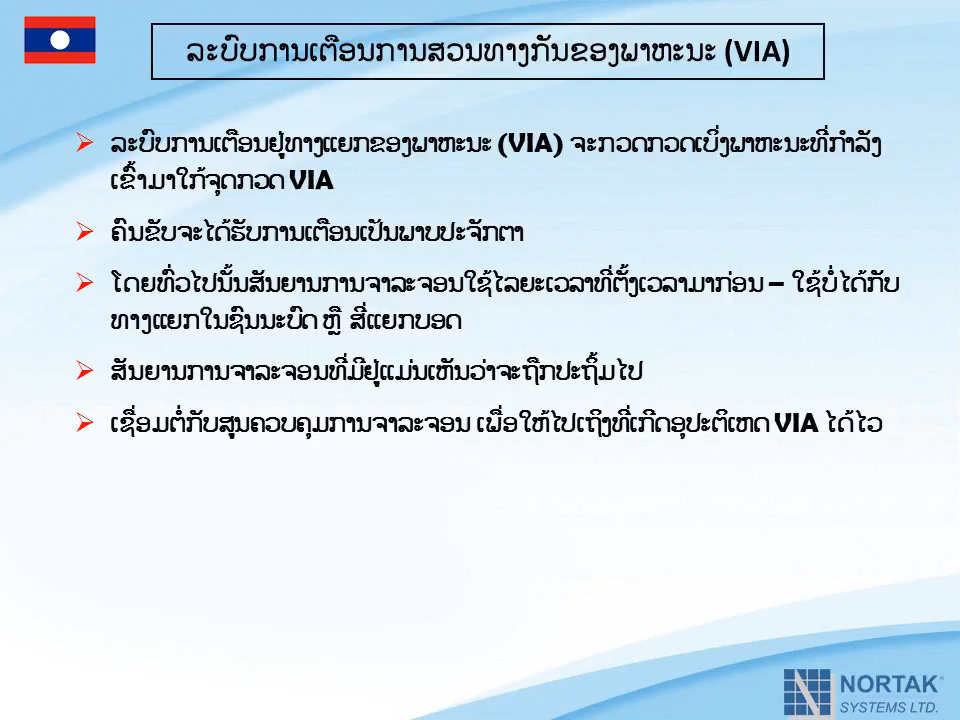 ລະບົບການເຕືອນການສວນທາງກັນຂອງພາຫະນະ (VIA)
ລະບົບການເຕືອນຢູ່ທາງແຍກຂອງພາຫະນະ (VIA) ຈະກວດກວດເບິ່ງພາຫະນະທີ່ກຳລັງ
ເຂົ້າມາໃກ້ຈຸດກວດ VIA
ຄົນຂັບຈະໄດ້ຮັບການເຕືອນເປັນພາບປະຈັກຕາ
ໂດຍທົ່ວໄປນັ້ນສັນຍານການຈາລະຈອນໃຊ້ໄລຍະເວລາທີ່ຕັ້ງເວລາມາກ່ອນ – ໃຊ້ບໍ່ໄດ້ກັບ
ທາງແຍກໃນຊົນນະບົດ ຫຼື ສີ່ແຍກບອດ
ສັນຍານການຈາລະຈອນທີ່ມີຢູ່ແມ່ນເຫັນວ່າຈະຖືກປະຖິ້ມໄປ
ເຊື່ອມຕໍ່ກັບສູນຄວບຄຸມການຈາລະຈອນ ເພື່ອໃຫ້ໄປເຖິງທີ່ເກີດອຸປະຕິເຫດ VIA ໄດ້ໄວ
NORTAK
SYSTEMS LTD.